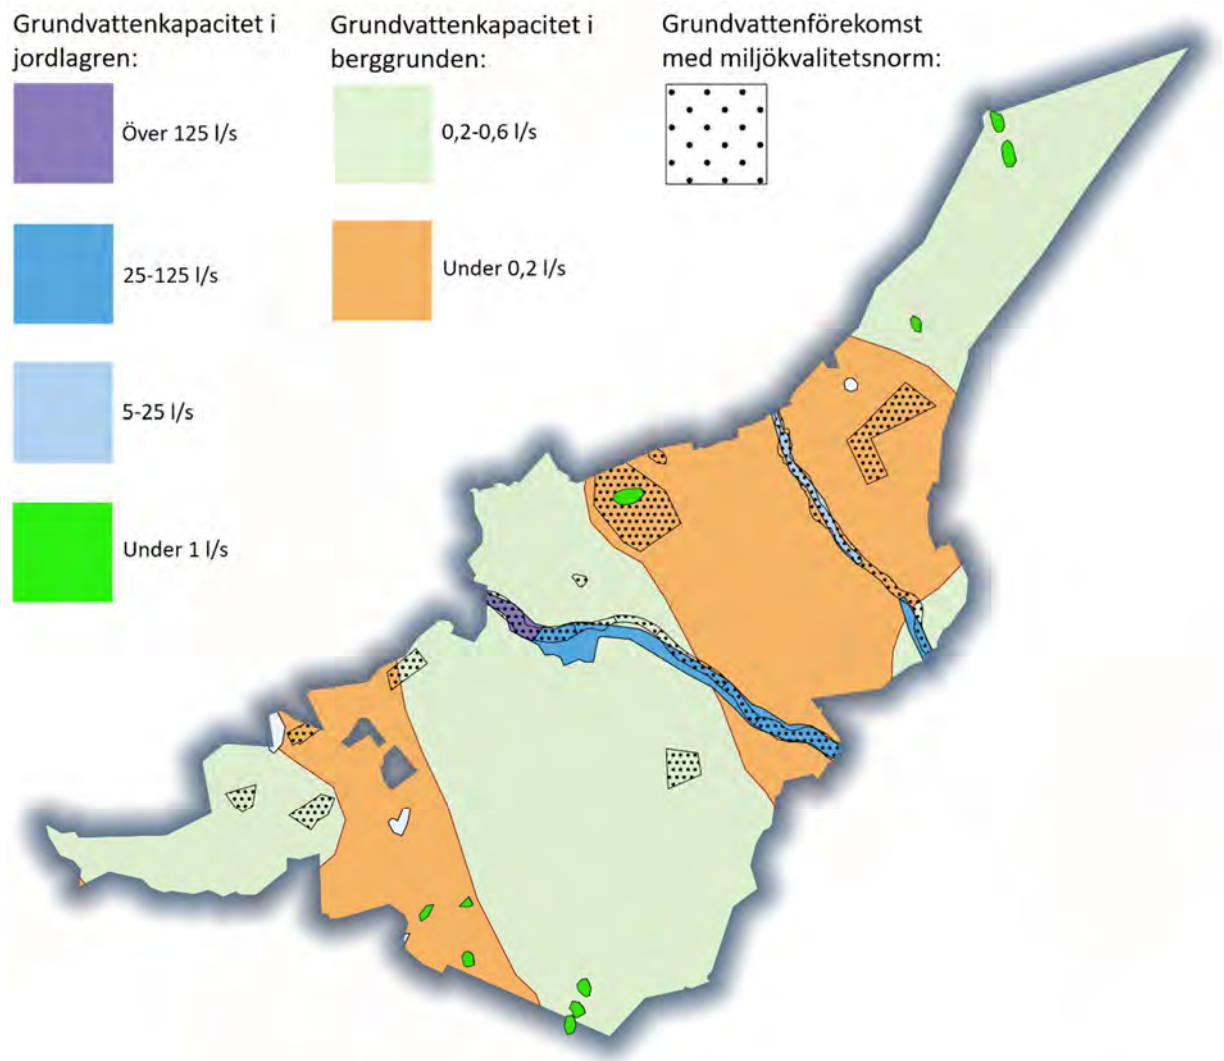 Grundvattenkapacitet i
jordlagren:
Över 125 l/s
25-125 l/s
5-25 l/s
Under 1 l/s
Grundvattenkapacitet i
berggrunden:
0,2-0,6 l/s
Under 0,2 l/s
Grundvattenförekomst
med miljökvalitetsnorm: